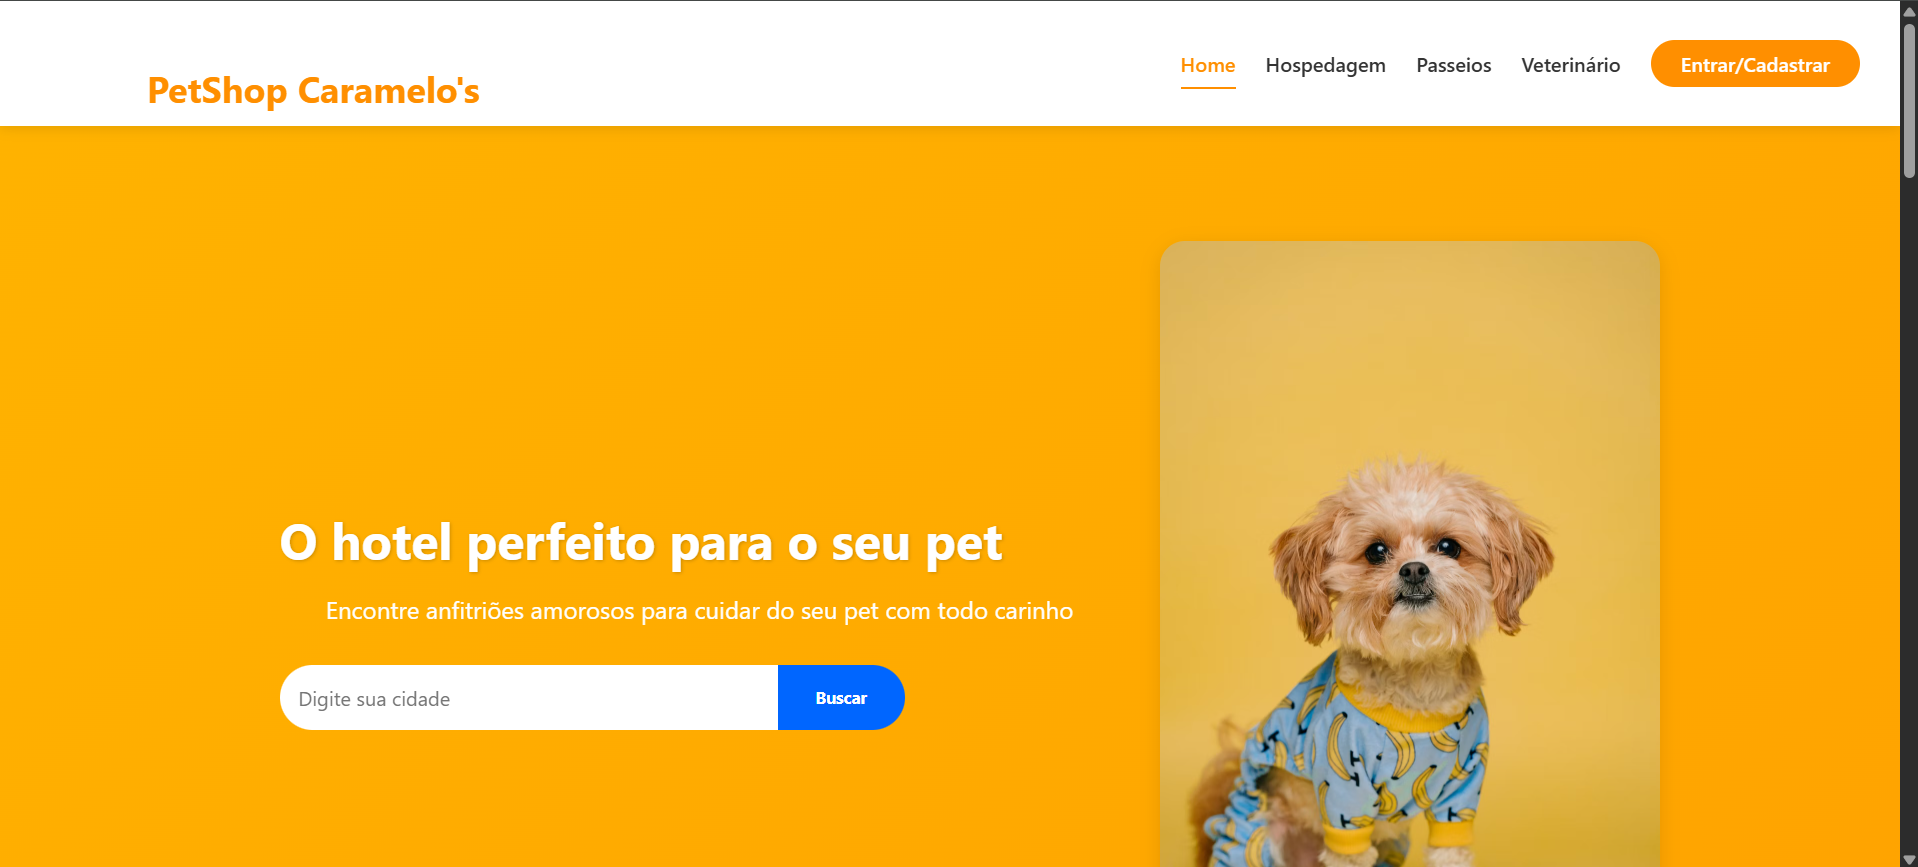 PetShop Caramelo's
Home Hospedagem Passeios Veterinário Entrar/Cadastrar
O hotel perfeito para o seu pet
Encontre anfitriões amorosos para cuidar do seu pet com todo carinho
Digite sua cidade Buscar